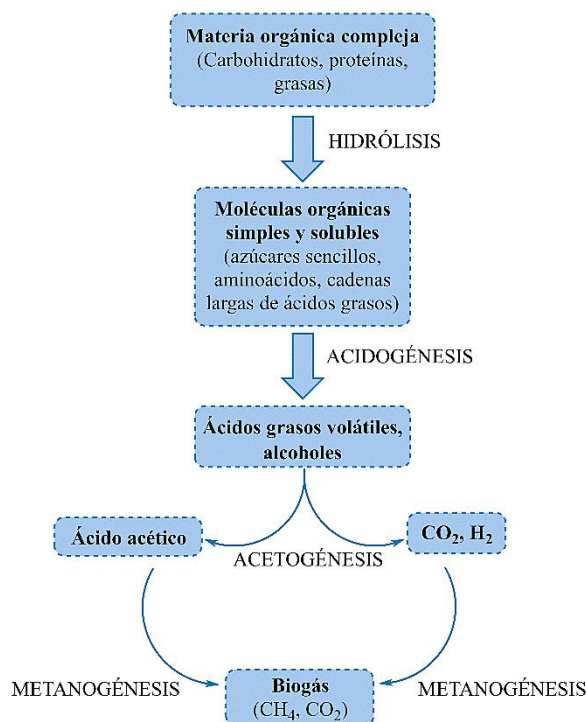 Materia orgánica compleja
(Carbohidratos, proteínas,
grasas)
HIDRÓLISIS
Moléculas orgánicas
simples y solubles
(azúcares sencillos,
aminoácidos, cadenas
largas de ácidos grasos)
ACIDOGÉNESIS
Ácidos grasos volátiles,
alcoholes
Ácido acético
CO₂, H₂
ACETOGÉNESIS
METANOGÉNESIS
Biogás
(CH₄, CO₂)
METANOGÉNESIS